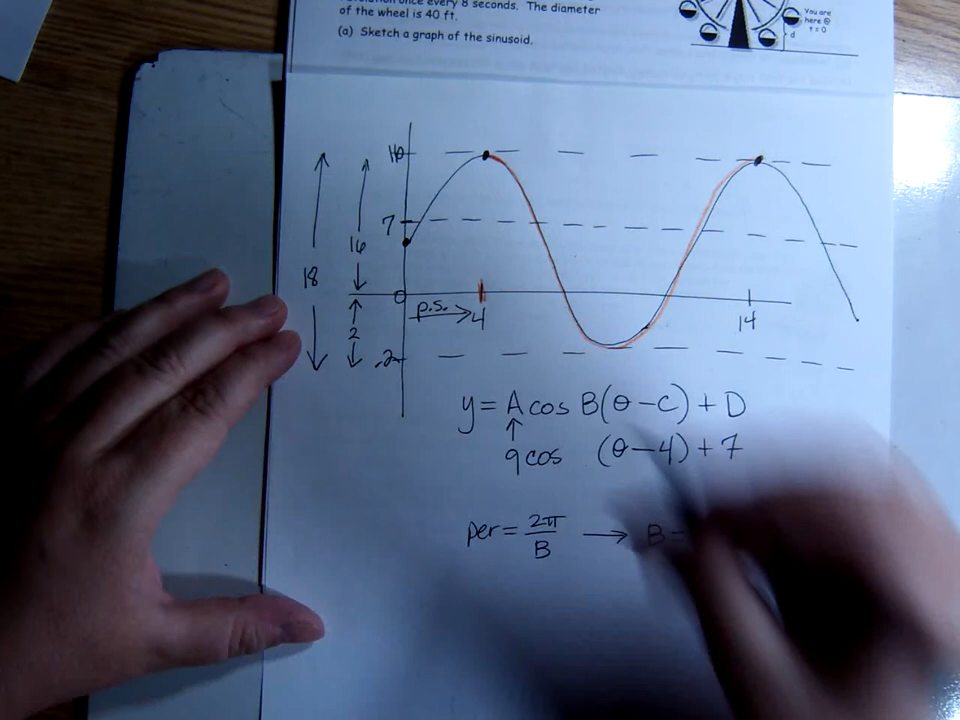 once every 8 seconds. The diameter
of the wheel is 40 ft.
(a) Sketch a graph of the sinusoid.
You are
here @
t = 0
d
16
7
16
18
0
p.s.
4
14
2
-2
y = A cos B(θ - C) + D
9 cos (θ - 4) + 7
per = 2π/B → B =